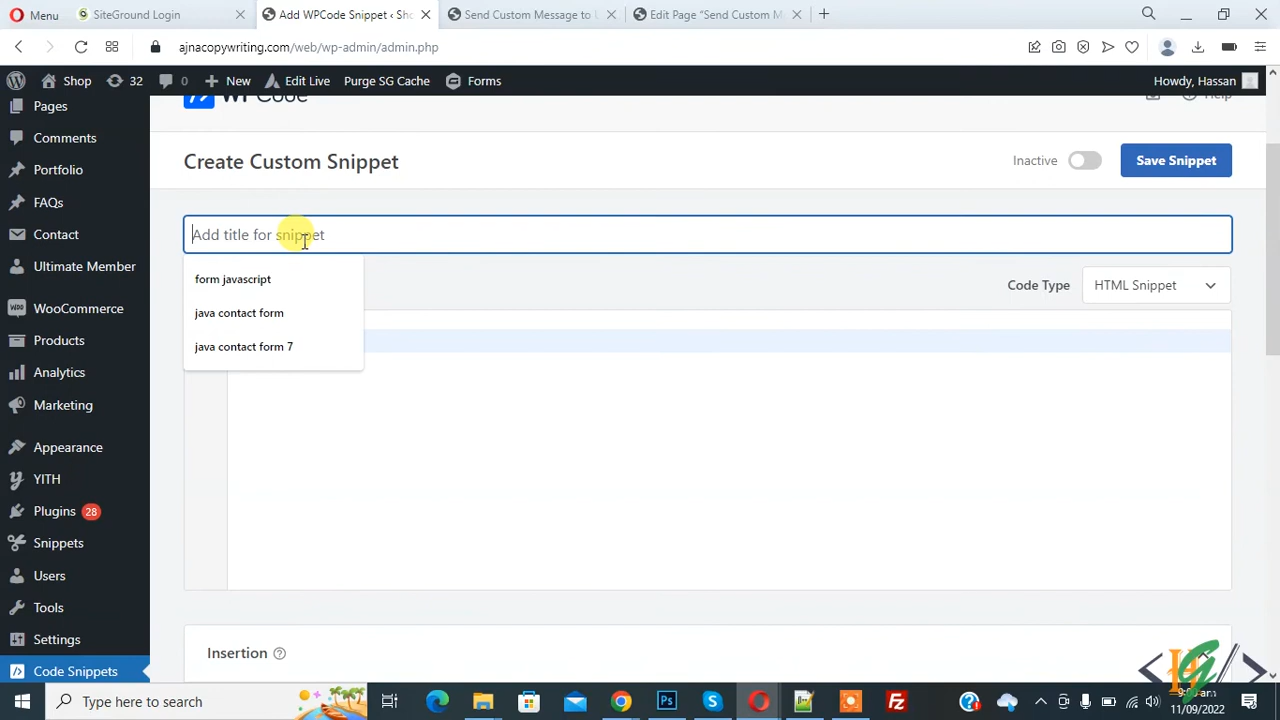 Menu
SiteGround Login
Add WPCode Snippet ‹ Sho
Send Custom Message to
Edit Page "Send Custom M
ajnacopywriting.com/web/wp-admin/admin.php
Shop
32
0
New
Edit Live
Purge SG Cache
Forms
Howdy, Hassan
Pages
Comments
Portfolio
FAQs
Contact
Ultimate Member
WooCommerce
Products
Analytics
Marketing
Appearance
YITH
Plugins 28
Snippets
Users
Tools
Settings
Code Snippets
WPCode
Help
Create Custom Snippet
Inactive
Save Snippet
Add title for snippet
form javascript
java contact form
java contact form 7
Code Type
HTML Snippet
Insertion
Type here to search
11/09/2022